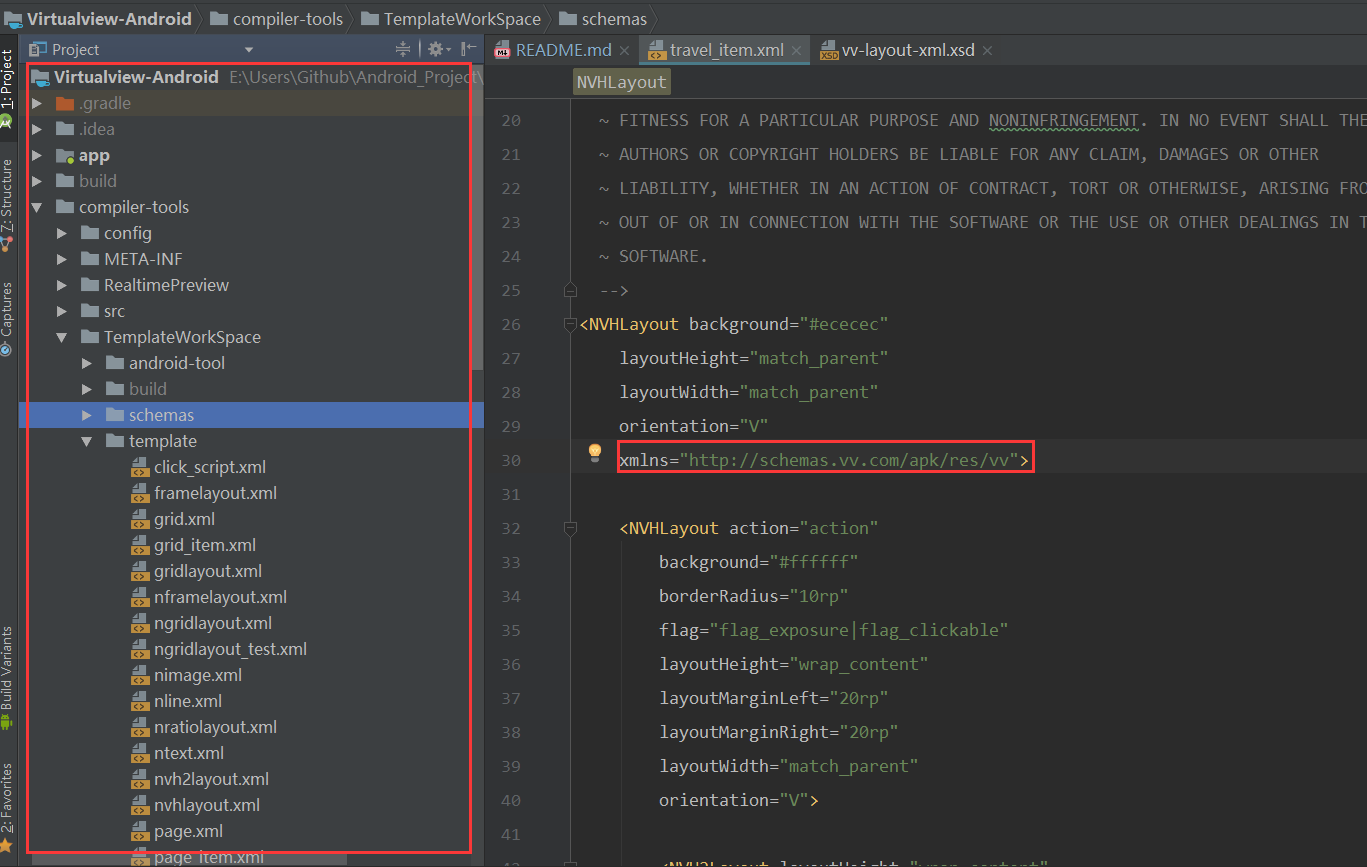 Virtualview-Android compiler-tools TemplateWorkSpace schemas
Project
README.md travel_item.xml vv-layout-xml.xsd
1: Project
Z: Structure
Captures
Build Variants
2: Favorites
Virtualview-Android E:\Users\Github\Android_Project\
.gradle
.idea
app
build
compiler-tools
config
META-INF
RealtimePreview
src
TemplateWorkSpace
android-tool
build
schemas
template
click_script.xml
framelayout.xml
grid.xml
grid_item.xml
gridlayout.xml
nframelayout.xml
ngridlayout.xml
ngridlayout_test.xml
nimage.xml
nline.xml
nratiolayout.xml
ntext.xml
nvh2layout.xml
nvhlayout.xml
page.xml
page_item.xml
NVHLayout
20 ~ FITNESS FOR A PARTICULAR PURPOSE AND NONINFRINGEMENT. IN NO EVENT SHALL THE
21 ~ AUTHORS OR COPYRIGHT HOLDERS BE LIABLE FOR ANY CLAIM, DAMAGES OR OTHER
22 ~ LIABILITY, WHETHER IN AN ACTION OF CONTRACT, TORT OR OTHERWISE, ARISING FRO
23 ~ OUT OF OR IN CONNECTION WITH THE SOFTWARE OR THE USE OR OTHER DEALINGS IN T
24 ~ SOFTWARE.
25 -->
26 <NVHLayout background="#ececec"
27 layoutHeight="match_parent"
28 layoutWidth="match_parent"
29 orientation="V"
30 xmlns="http://schemas.vv.com/apk/res/vv">
31
32 <NVHLayout action="action"
33 background="#ffffff"
34 borderRadius="10rp"
35 flag="flag_exposure|flag_clickable"
36 layoutHeight="wrap_content"
37 layoutMarginLeft="20rp"
38 layoutMarginRight="20rp"
39 layoutWidth="match_parent"
40 orientation="V">
41
42 <NVH2Layout layoutHeight="wrap_content"